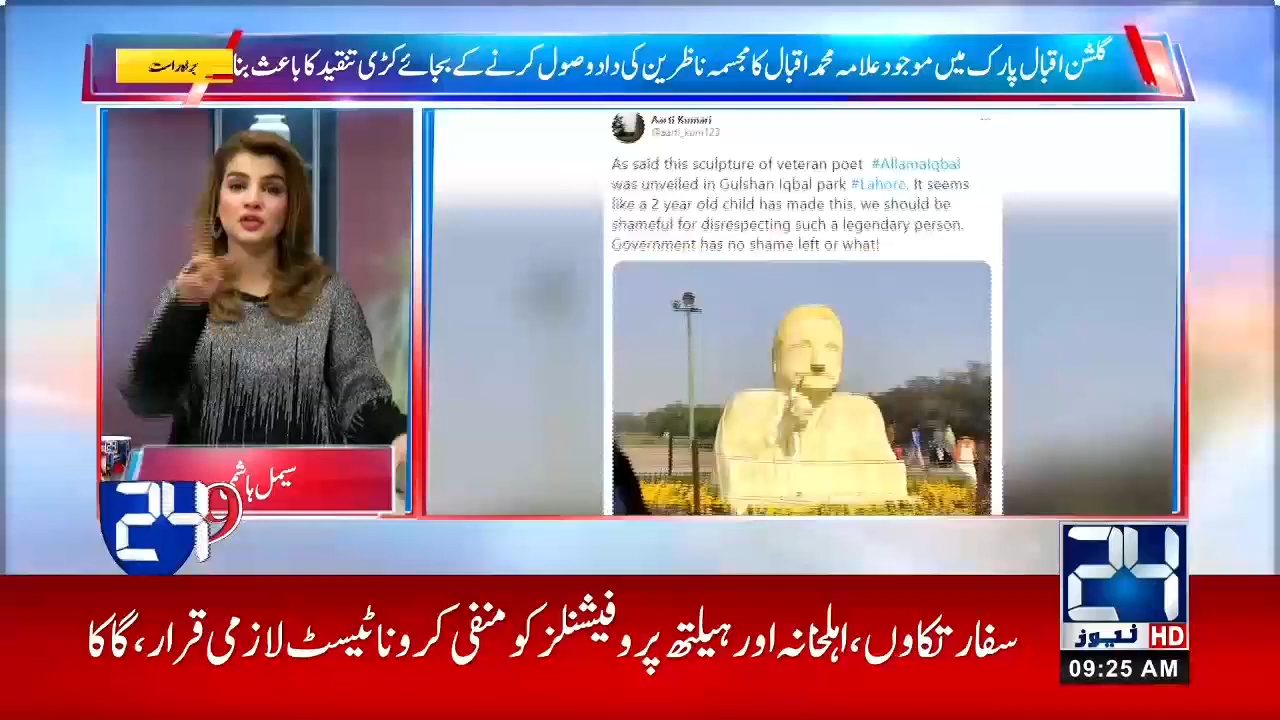 گلشن اقبال پارک میں موجود علامہ محمد اقبال کا مجسمہ ناظرین کی داد وصول کرنے کے بجائے کڑی تنقید کا باعث بنا
Aarti Kumari
@aarti_kum123
As said this sculpture of veteran poet #AllamaIqbal
was unveiled in Gulshan Iqbal park #Lahore. It seems
like a 2 year old child has made this, we should be
shameful for disrespecting such a legendary person.
Government has no shame left or what!
سیمل ہاشمی
24
9
سفارتکاوں، اہلخانہ اور ہیلتھ پروفیشنلز کو منفی کرونا ٹیسٹ لازمی قرار، گاکا
24
نیوز HD
09:25 AM